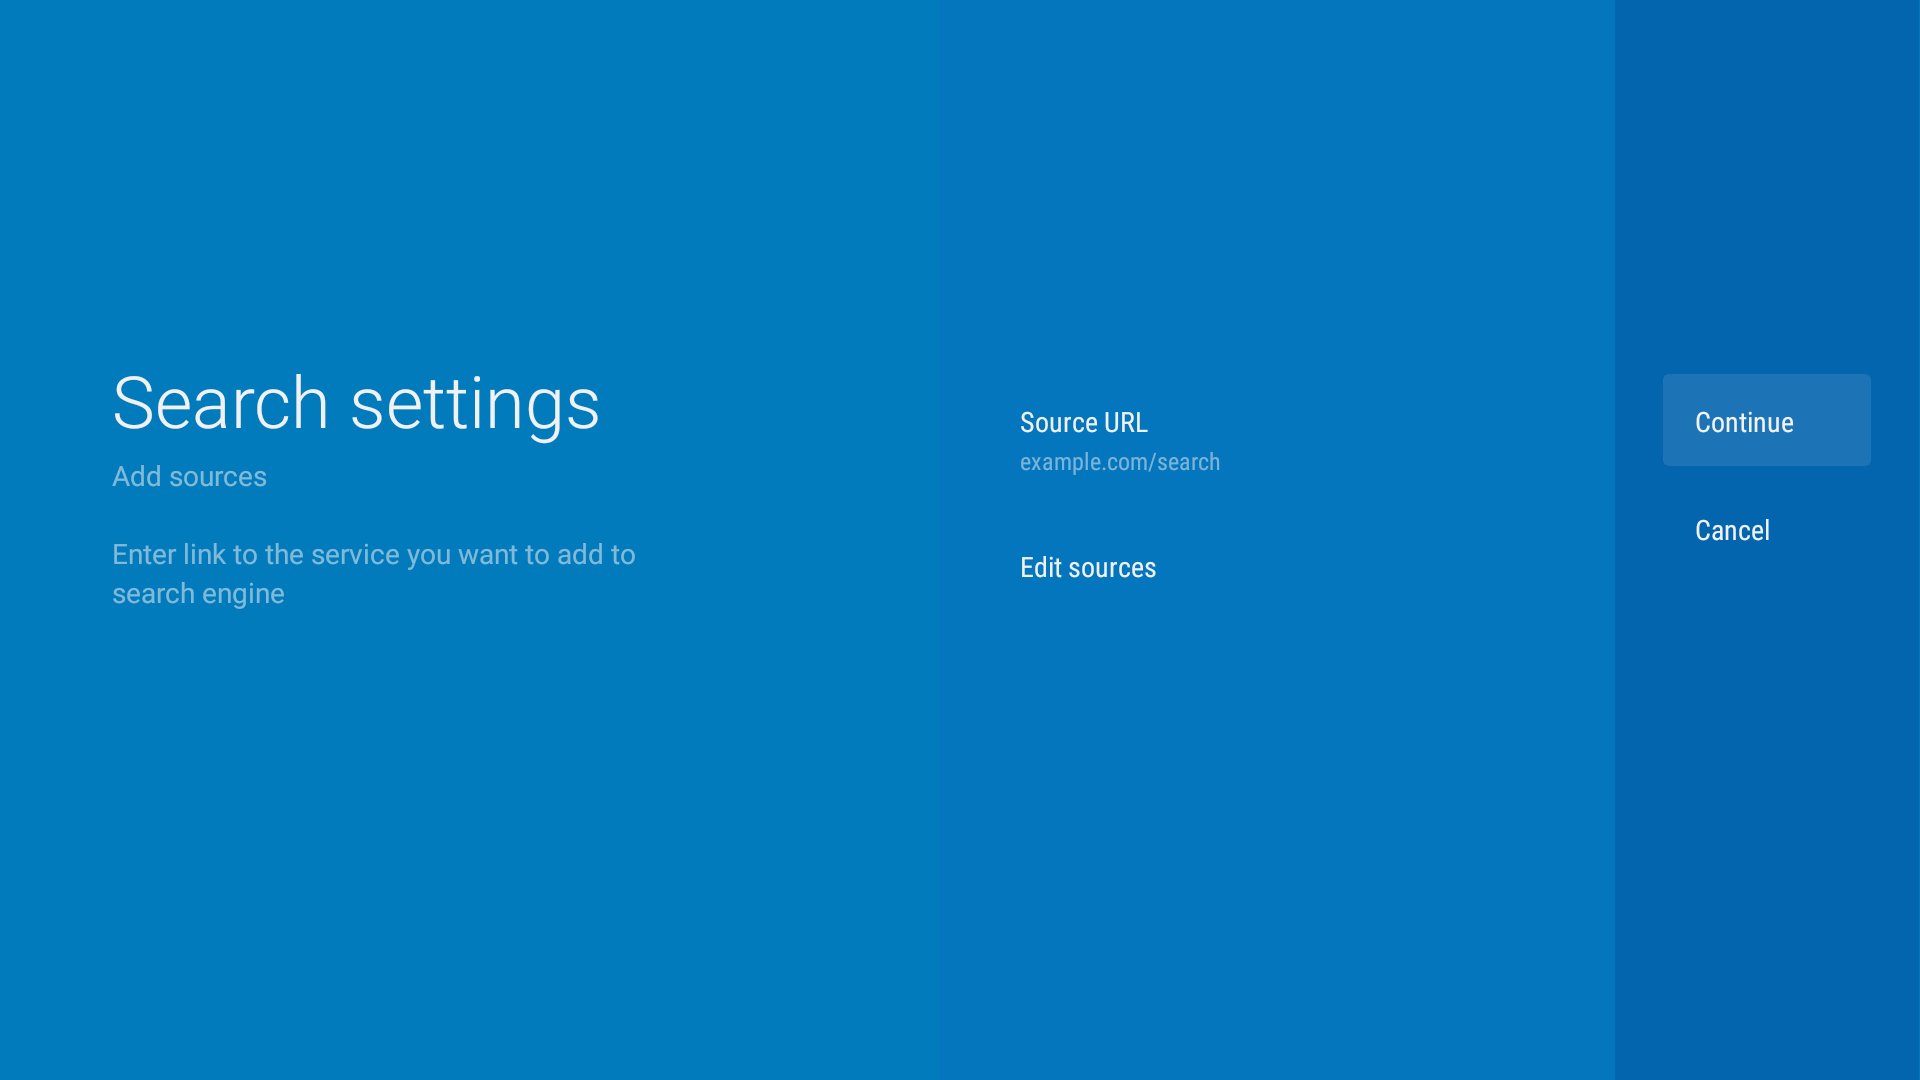 Search settings
Add sources
Enter link to the service you want to add to
search engine
Source URL
example.com/search
Edit sources
Continue
Cancel